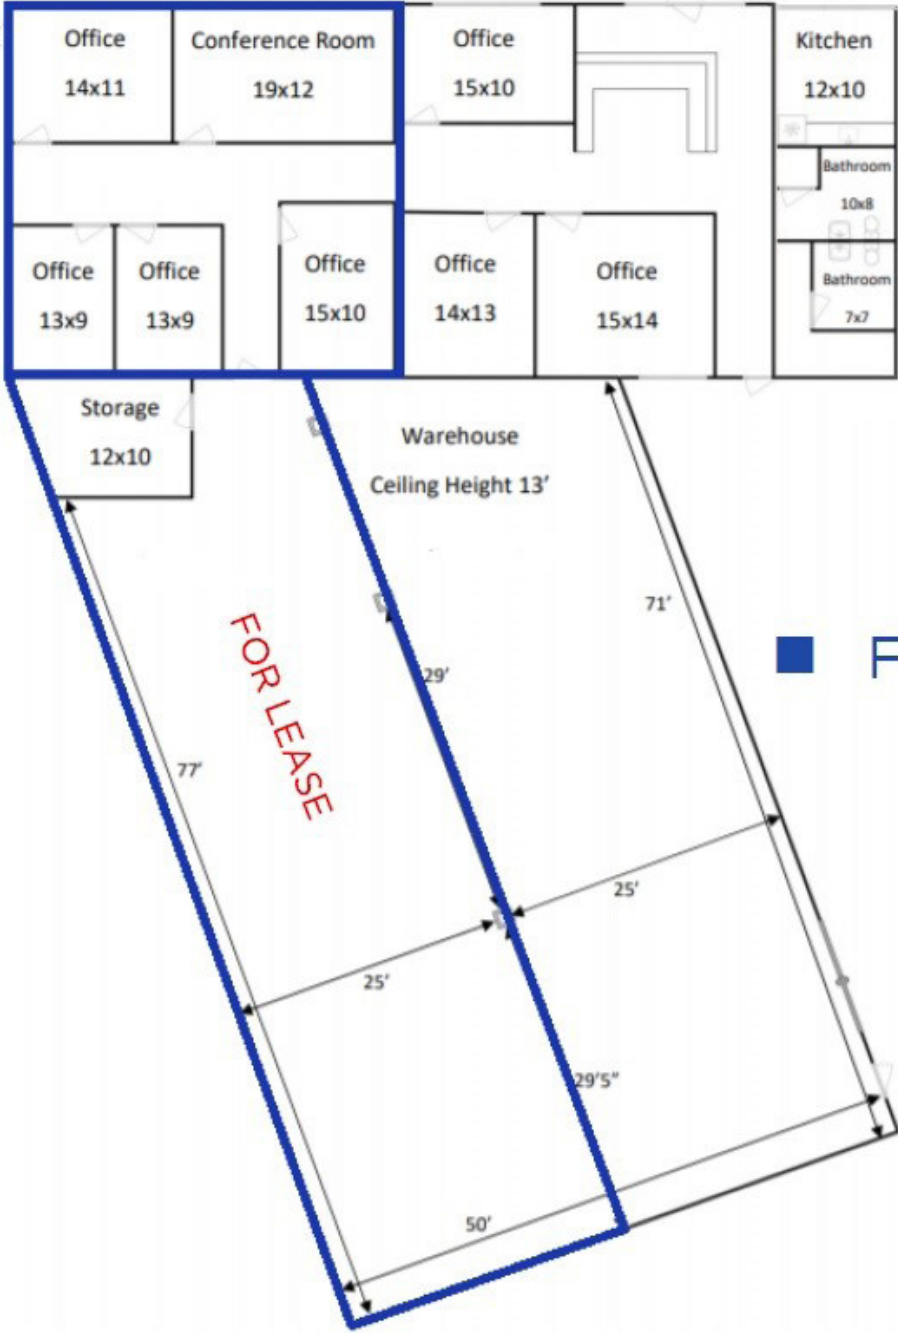 Office
14x11
Conference Room
19x12
Office
15x10
Kitchen
12x10
Bathroom
10x8
Office
13x9
Office
13x9
Office
15x10
Office
14x13
Office
15x14
Bathroom
7x7
Storage
12x10
Warehouse
Ceiling Height 13’
71’
FOR LEASE
29’
F
77’
25’
25’
29’5”
50’